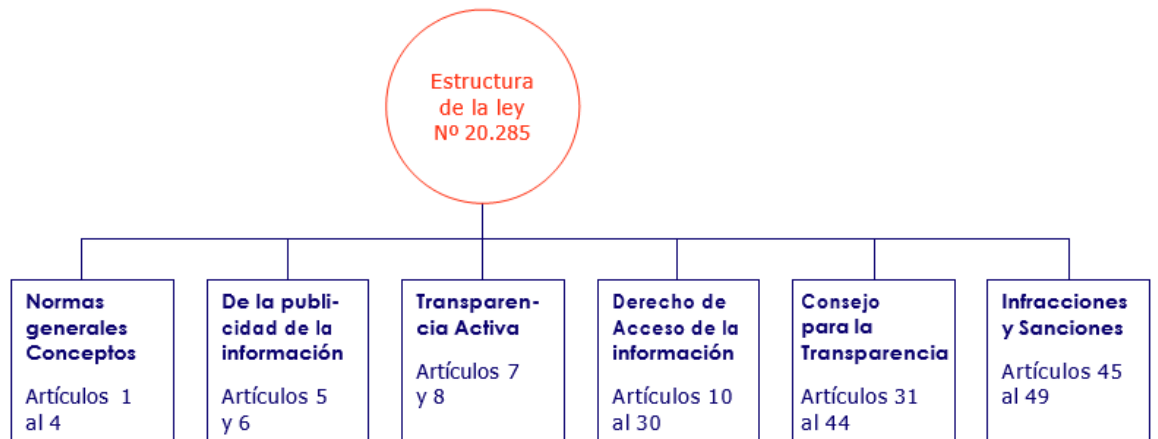 Estructura
de la ley
Nº 20.285
Normas
generales
Conceptos
Artículos 1
al 4
De la publi-
cidad de la
información
Artículos 5
y 6
Transparen-
cia Activa
Artículos 7
y 8
Derecho de
Acceso de la
información
Artículos 10
al 30
Consejo
para la
Transparencia
Artículos 31
al 44
Infracciones
y Sanciones
Artículos 45
al 49